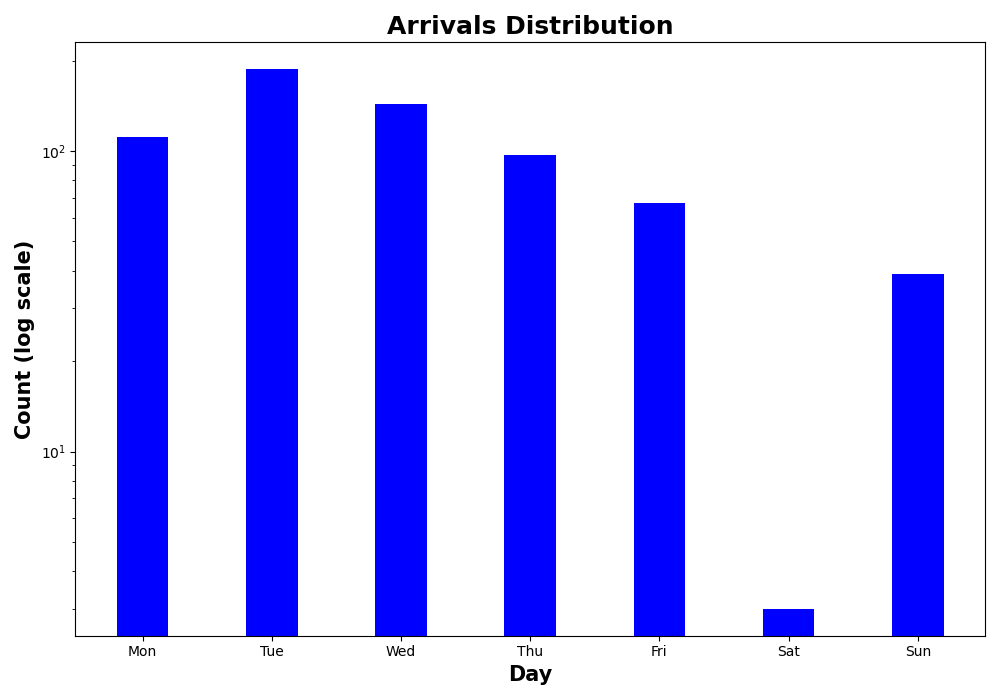 Arrivals Distribution
Count (log scale)
10²
10¹
Mon Tue Wed Thu Fri Sat Sun
Day